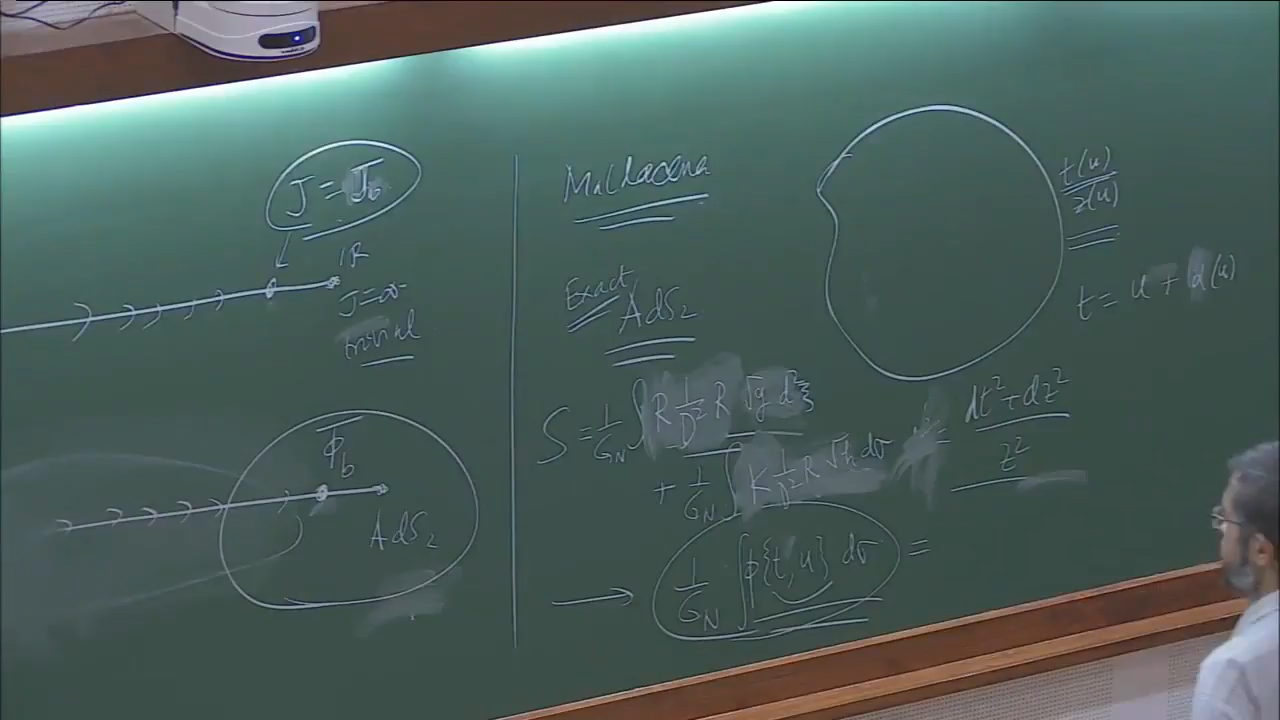 J = J_b
IR
J=∞
trivial
φ_b
AdS₂
Maldacena
Exact
AdS₂
S = 1/G_N ∫ R 1/D² R √g d²ξ
+ 1/G_N ∫ K 1/D² R √h dσ
→ 1/G_N ∫ φ{t, u} dσ =
t(u)
z(u)
t = u + α(u)
= (dt² + dz²)/z²